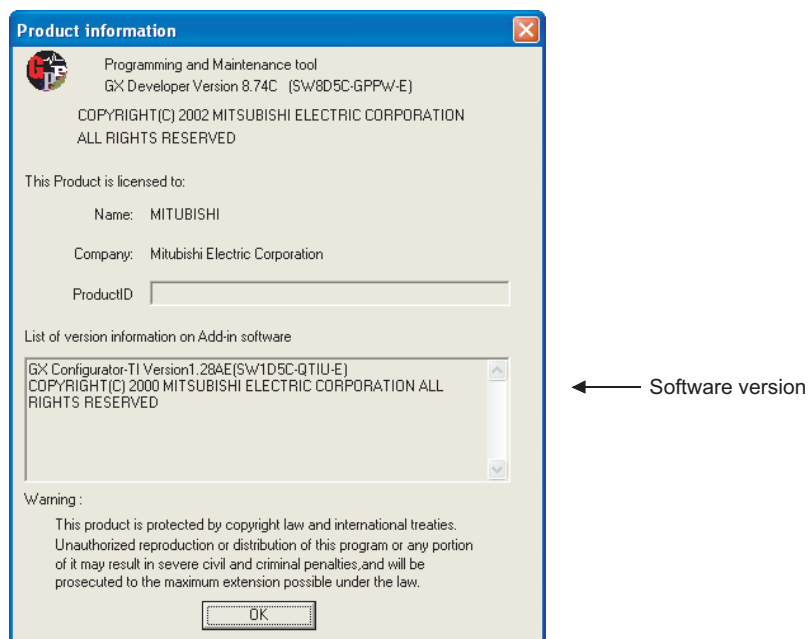 Product information
Programming and Maintenance tool
GX Developer Version 8.74C (SW8D5C-GPPW-E)
COPYRIGHT(C) 2002 MITSUBISHI ELECTRIC CORPORATION
ALL RIGHTS RESERVED
This Product is licensed to:
Name: MITUBISHI
Company: Mitubishi Electric Corporation
ProductID
List of version information on Add-in software
GX Configurator-TI Version1.28AE(SW1D5C-QTIU-E)
COPYRIGHT(C) 2000 MITSUBISHI ELECTRIC CORPORATION ALL
RIGHTS RESERVED
Software version
Warning :
This product is protected by copyright law and international treaties.
Unauthorized reproduction or distribution of this program or any portion
of it may result in severe civil and criminal penalties,and will be
prosecuted to the maximum extension possible under the law.
OK